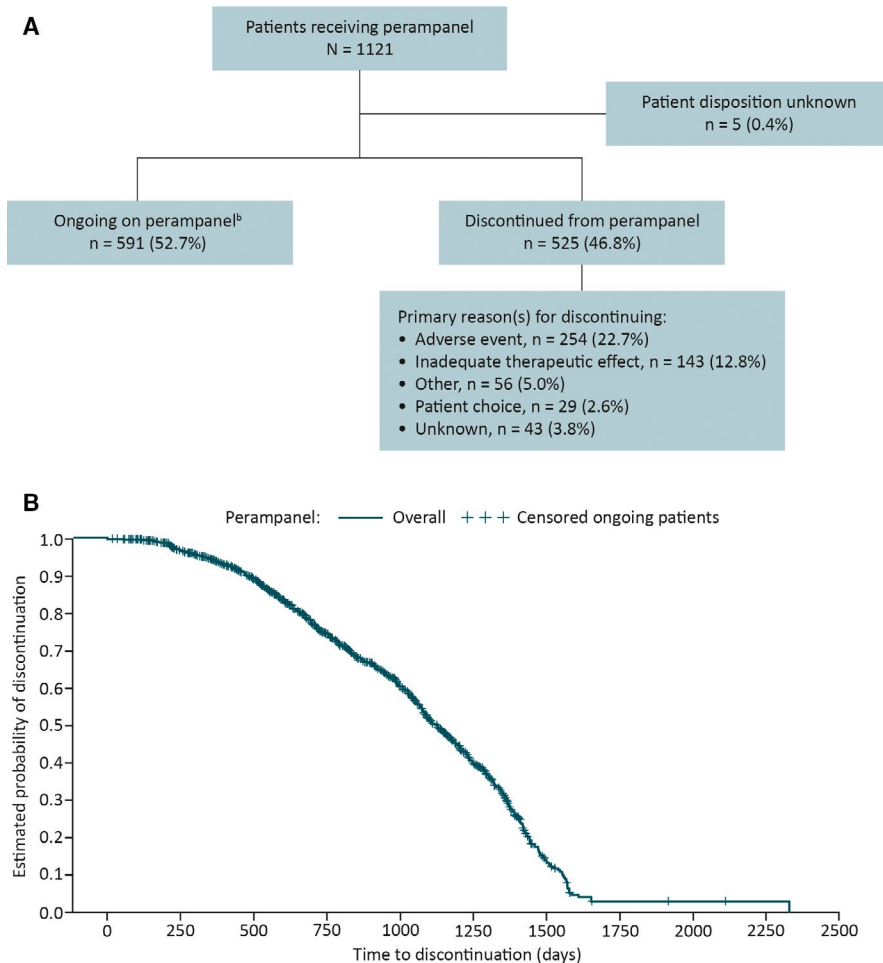 A
Patients receiving perampanel
N = 1121
Patient disposition unknown
n = 5 (0.4%)
Ongoing on perampanelᵇ
n = 591 (52.7%)
Discontinued from perampanel
n = 525 (46.8%)
Primary reason(s) for discontinuing:
• Adverse event, n = 254 (22.7%)
• Inadequate therapeutic effect, n = 143 (12.8%)
• Other, n = 56 (5.0%)
• Patient choice, n = 29 (2.6%)
• Unknown, n = 43 (3.8%)
B
Perampanel: Overall Censored ongoing patients
Estimated probability of discontinuation
1.0
0.9
0.8
0.7
0.6
0.5
0.4
0.3
0.2
0.1
0.0
0 250 500 750 1000 1250 1500 1750 2000 2250 2500
Time to discontinuation (days)